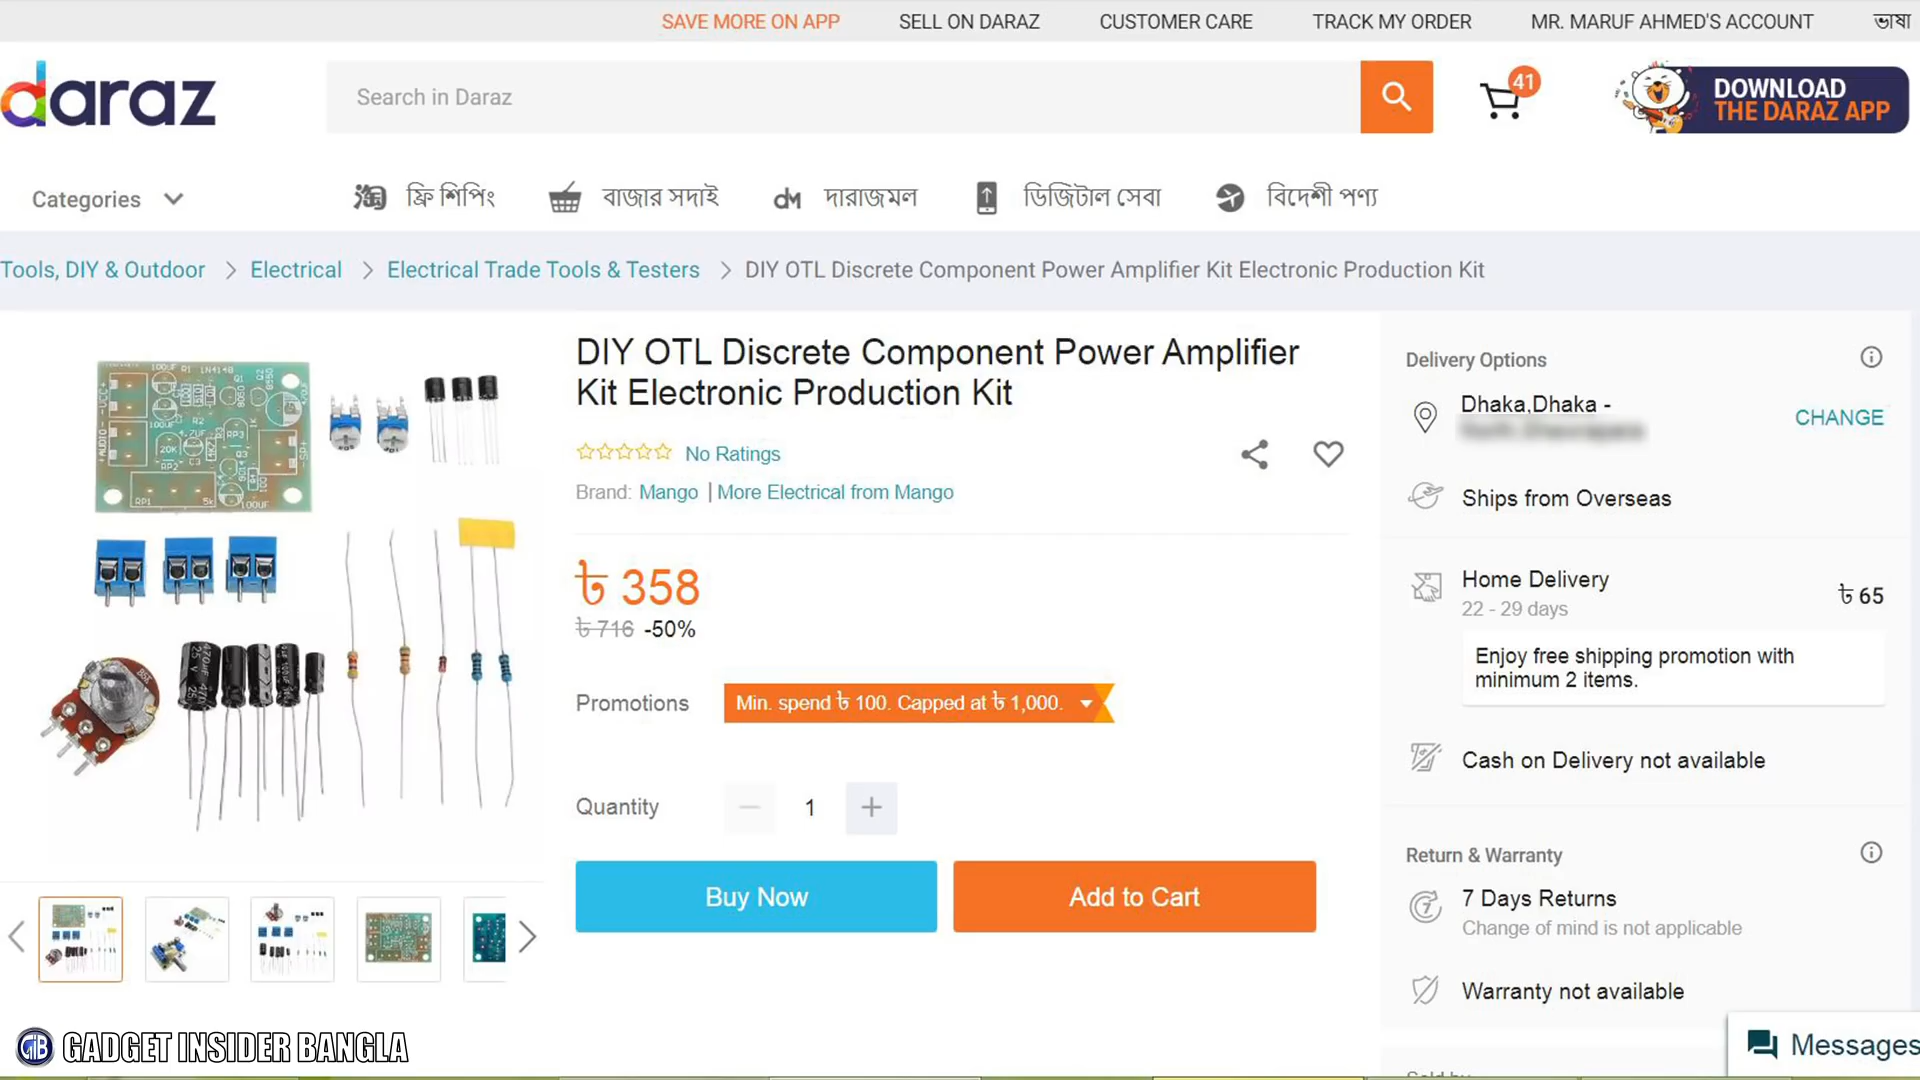 SAVE MORE ON APP
SELL ON DARAZ
CUSTOMER CARE
TRACK MY ORDER
MR. MARUF AHMED'S ACCOUNT
ভাষা
daraz
Search in Daraz
41
DOWNLOAD
THE DARAZ APP
Categories
ফ্রি শিপিং
বাজার সদাই
দারাজমল
ডিজিটাল সেবা
বিদেশী পণ্য
Tools, DIY & Outdoor
Electrical
Electrical Trade Tools & Testers
DIY OTL Discrete Component Power Amplifier Kit Electronic Production Kit
DIY OTL Discrete Component Power Amplifier
Kit Electronic Production Kit
No Ratings
Brand: Mango | More Electrical from Mango
৳ 358
৳ 716 -50%
Promotions
Min. spend ৳ 100. Capped at ৳ 1,000.
Quantity
1
Buy Now
Add to Cart
Delivery Options
Dhaka,Dhaka -
CHANGE
Ships from Overseas
Home Delivery
৳ 65
22 - 29 days
Enjoy free shipping promotion with
minimum 2 items.
Cash on Delivery not available
Return & Warranty
7 Days Returns
Change of mind is not applicable
Warranty not available
Messages
GADGET INSIDER BANGLA